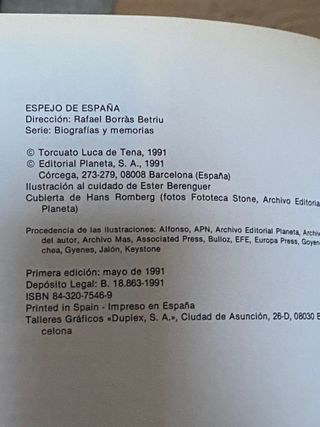 ESPEJO DE ESPAÑA
Dirección: Rafael Borràs Betriu
Serie: Biografías y memorias
© Torcuato Luca de Tena, 1991
© Editorial Planeta, S. A., 1991
Córcega, 273-279, 08008 Barcelona (España)
Ilustración al cuidado de Ester Berenguer
Cubierta de Hans Romberg (fotos Fototeca Stone, Archivo Editorial
Planeta)
Procedencia de las ilustraciones: Alfonso, APN, Archivo Editorial Planeta, Archivo
del autor, Archivo Mas, Associated Press, Bulloz, EFE, Europa Press, Goyen-
chea, Gyenes, Jalón, Keystone
Primera edición: mayo de 1991
Depósito Legal: B. 18.863-1991
ISBN 84-320-7546-9
Printed in Spain - Impreso en España
Talleres Gráficos «Duplex, S. A.», Ciudad de Asunción, 26-D, 08030
celona